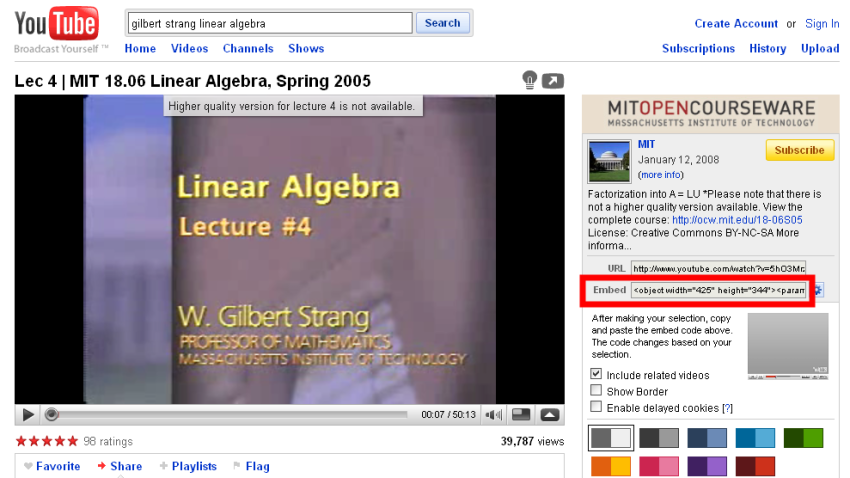 You Tube gilbert strang linear algebra Search Create Account or Sign In
Broadcast Yourself ™ Home Videos Channels Shows Subscriptions History Upload
Lec 4 | MIT 18.06 Linear Algebra, Spring 2005
Higher quality version for lecture 4 is not available.
Linear Algebra
Lecture #4
W. Gilbert Strang
PROFESSOR OF MATHEMATICS
MASSACHUSETTS INSTITUTE OF TECHNOLOGY
00:07 / 50:13
98 ratings 39,787 views
Favorite Share Playlists Flag
MITOPENCOURSEWARE
MASSACHUSETTS INSTITUTE OF TECHNOLOGY
MIT
January 12, 2008
(more info)
Subscribe
Factorization into A = LU *Please note that there is
not a higher quality version available. View the
complete course: http://ocw.mit.edu/18-06S05
License: Creative Commons BY-NC-SA More
informa...
URL http://www.youtube.com/watch?v=5hO3Mr
Embed <object width="425" height="344"><param
After making your selection, copy
and paste the embed code above.
The code changes based on your
selection.
Include related videos
Show Border
Enable delayed cookies [?]